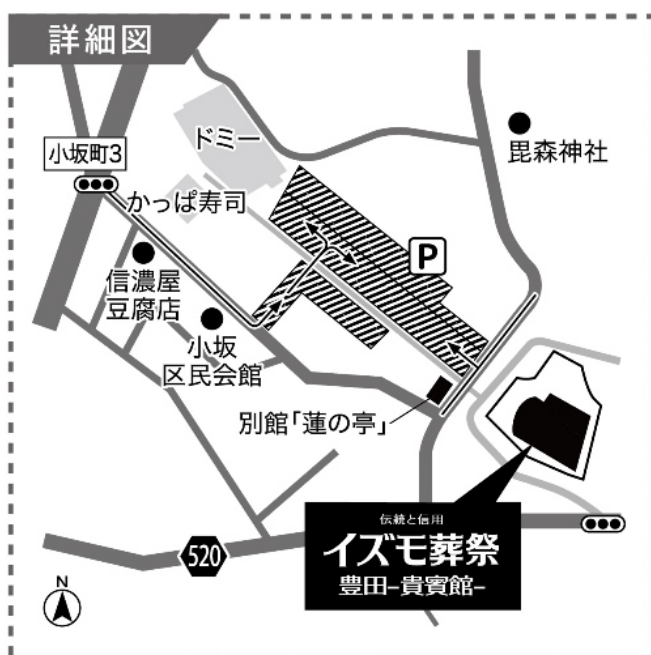 詳細図
ドミー
小坂町3
毘森神社
かっぱ寿司
P
信濃屋
豆腐店
小坂
区民会館
別館「蓮の亭」
伝統と信用
イズモ葬祭
豊田−貴賓館−
520
N